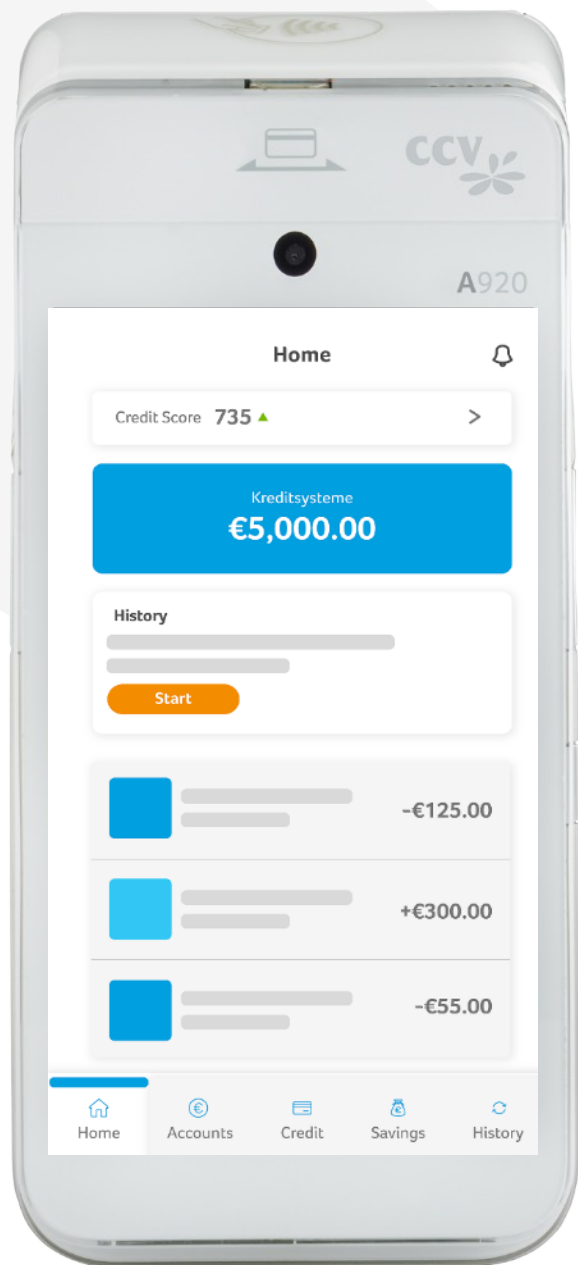 CCV
A920
Home
Credit Score 735
>
Kreditsysteme
€5,000.00
History
Start
-€125.00
+€300.00
-€55.00
Home Accounts Credit Savings History